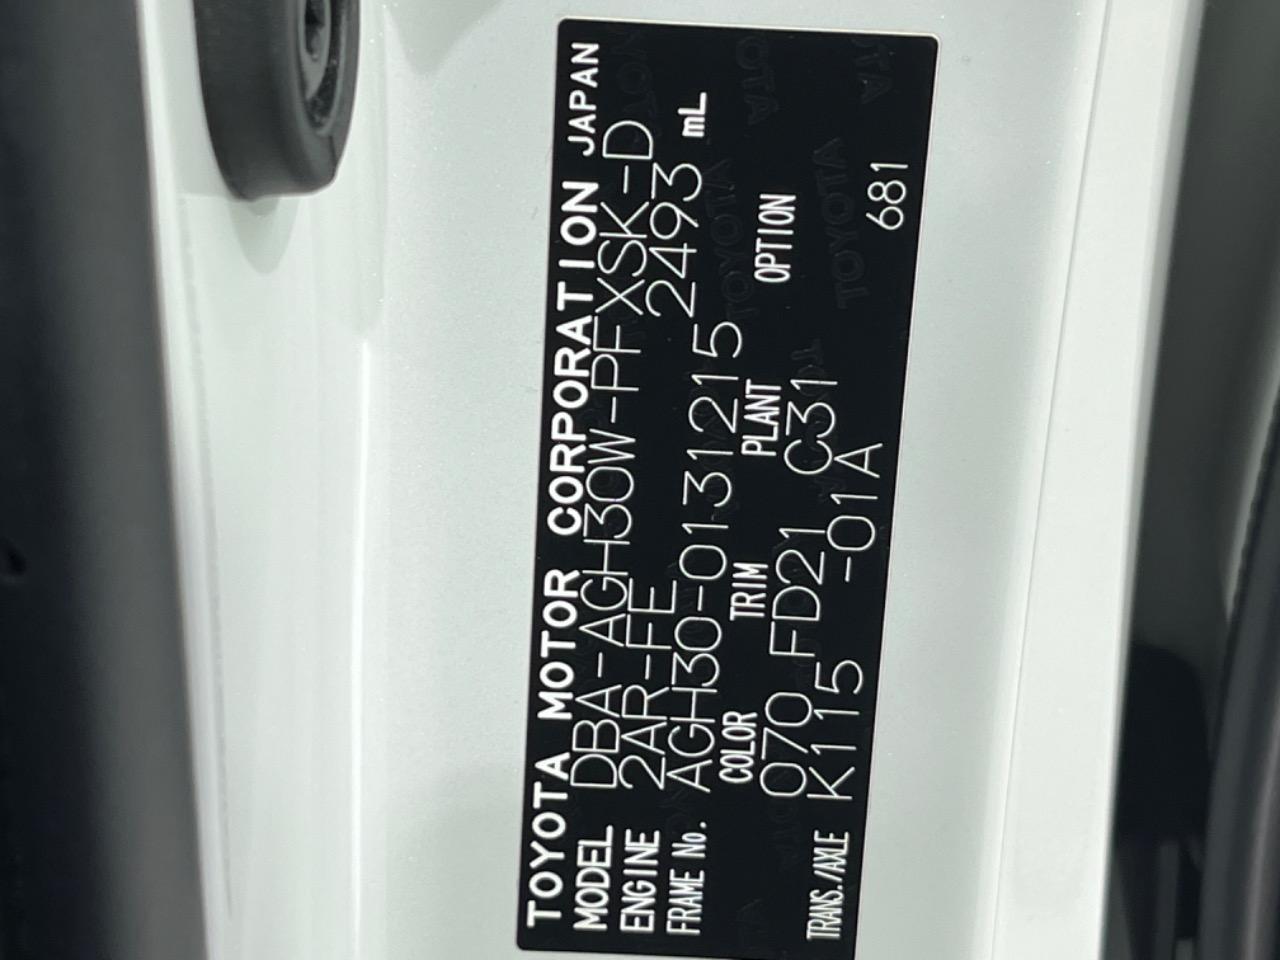 TOYOTA MOTOR CORPORATION JAPAN
MODEL DBA-AGH30W-PFXSK-D
ENGINE 2AR-FE 2493 mL
FRAME No. AGH30-0131215
COLOR TRIM PLANT OPTION
070 FD21 C31
TRANS./AXLE K115 -01A 681